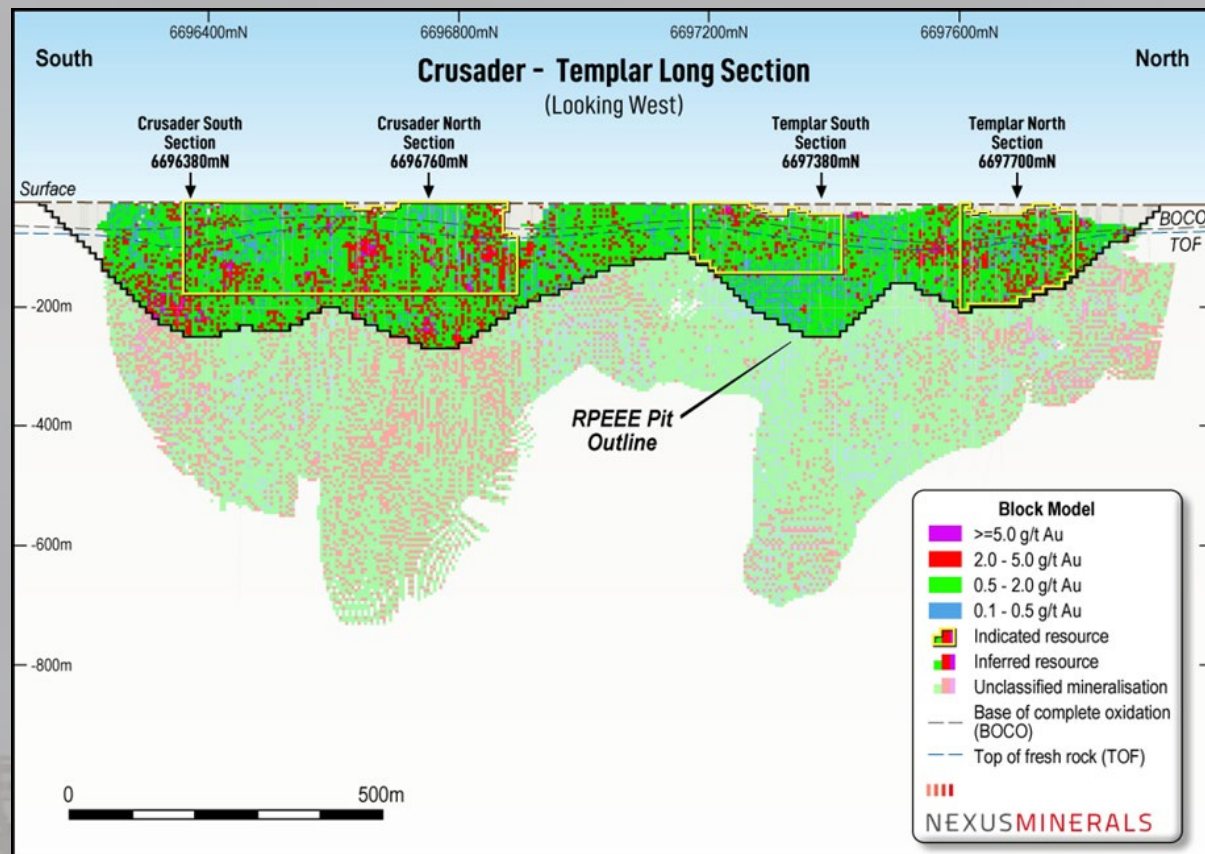 6696400mN 6696800mN 6697200mN 6697600mN
South North
Crusader - Templar Long Section
(Looking West)
Crusader South
Section
6696380mN
Crusader North
Section
6696760mN
Templar South
Section
6697380mN
Templar North
Section
6697700mN
Surface
BOCO
TOF
-200m
-400m
-600m
-800m
RPEEE Pit
Outline
Block Model
>=5.0 g/t Au
2.0 - 5.0 g/t Au
0.5 - 2.0 g/t Au
0.1 - 0.5 g/t Au
Indicated resource
Inferred resource
Unclassified mineralisation
Base of complete oxidation
(BOCO)
Top of fresh rock (TOF)
NEXUSMINERALS
0 500m